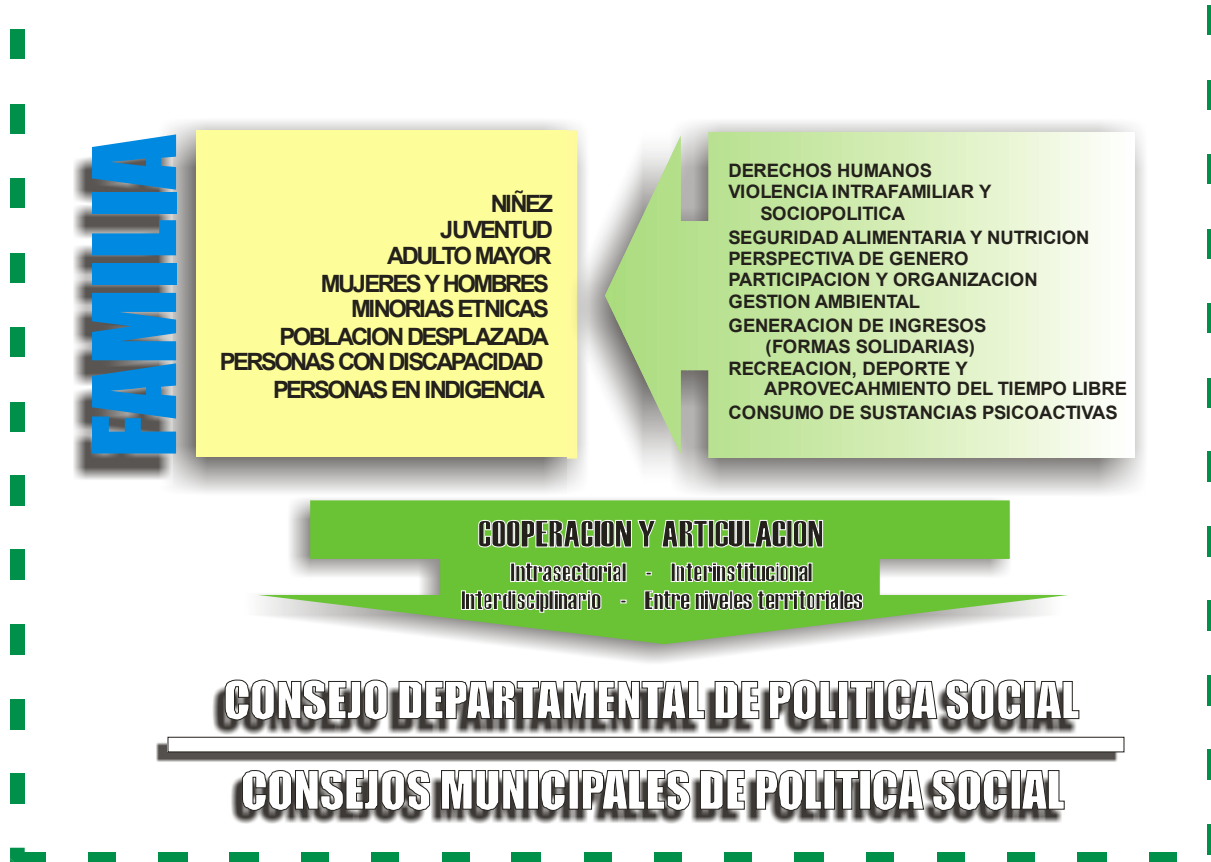 FAMILIA
NIÑEZ
JUVENTUD
ADULTO MAYOR
MUJERES Y HOMBRES
MINORIAS ETNICAS
POBLACION DESPLAZADA
PERSONAS CON DISCAPACIDAD
PERSONAS EN INDIGENCIA
DERECHOS HUMANOS
VIOLENCIA INTRAFAMILIAR Y
SOCIOPOLITICA
SEGURIDAD ALIMENTARIA Y NUTRICION
PERSPECTIVA DE GENERO
PARTICIPACION Y ORGANIZACION
GESTION AMBIENTAL
GENERACION DE INGRESOS
(FORMAS SOLIDARIAS)
RECREACION, DEPORTE Y
APROVECAHMIENTO DEL TIEMPO LIBRE
CONSUMO DE SUSTANCIAS PSICOACTIVAS
COOPERACION Y ARTICULACION
Intrasectorial - Interinstitucional
Interdisciplinario - Entre niveles territoriales
CONSEJO DEPARTAMENTAL DE POLITICA SOCIAL
CONSEJOS MUNICIPALES DE POLITICA SOCIAL